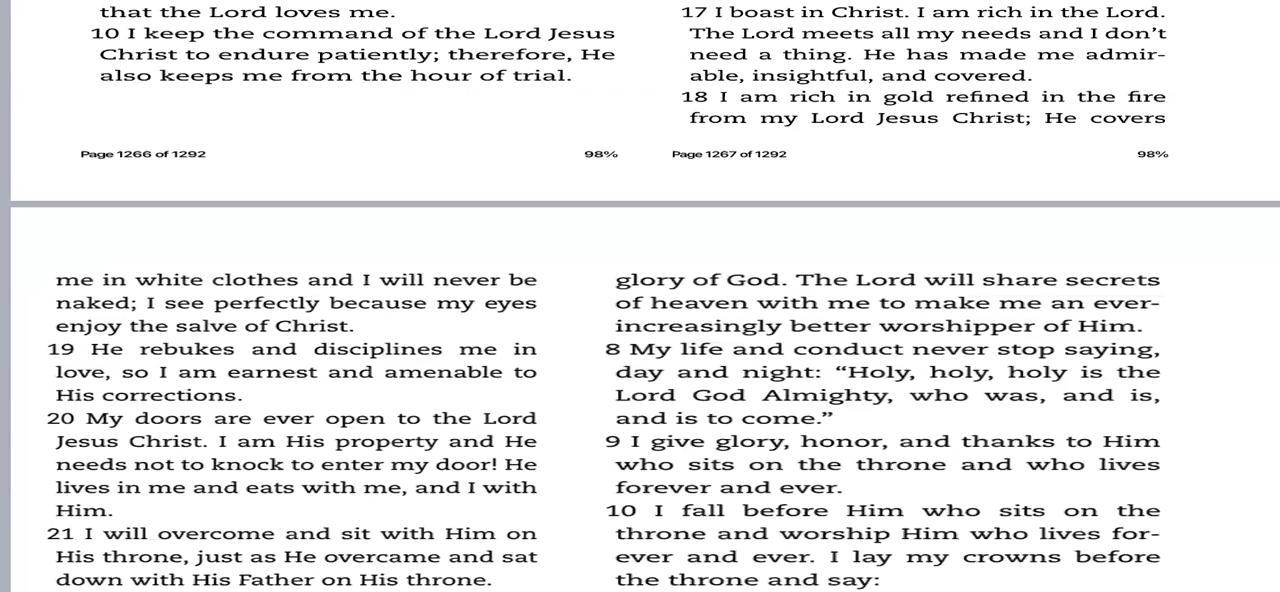 that the Lord loves me.
10 I keep the command of the Lord Jesus
Christ to endure patiently; therefore, He
also keeps me from the hour of trial.
Page 1266 of 1292 98%
17 I boast in Christ. I am rich in the Lord.
The Lord meets all my needs and I don’t
need a thing. He has made me admir-
able, insightful, and covered.
18 I am rich in gold refined in the fire
from my Lord Jesus Christ; He covers
Page 1267 of 1292 98%
me in white clothes and I will never be
naked; I see perfectly because my eyes
enjoy the salve of Christ.
19 He rebukes and disciplines me in
love, so I am earnest and amenable to
His corrections.
20 My doors are ever open to the Lord
Jesus Christ. I am His property and He
needs not to knock to enter my door! He
lives in me and eats with me, and I with
Him.
21 I will overcome and sit with Him on
His throne, just as He overcame and sat
down with His Father on His throne.
glory of God. The Lord will share secrets
of heaven with me to make me an ever-
increasingly better worshipper of Him.
8 My life and conduct never stop saying,
day and night: “Holy, holy, holy is the
Lord God Almighty, who was, and is,
and is to come.”
9 I give glory, honor, and thanks to Him
who sits on the throne and who lives
forever and ever.
10 I fall before Him who sits on the
throne and worship Him who lives for-
ever and ever. I lay my crowns before
the throne and say: